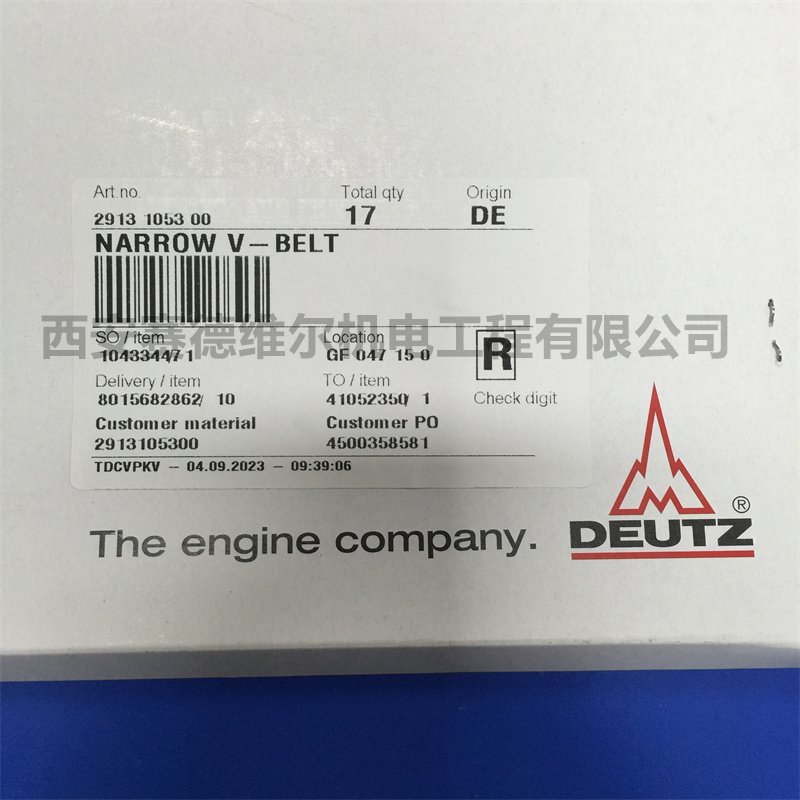 Art.no. Total qty Origin
2913 1053 00 17 DE
NARROW V-BELT
西安赛德维尔机电工程有限公司
SO / item Location
10433447/ 1 GF 047 15 0
R
Delivery / item TO / item Check digit
8015682862/ 10 41052350/ 1
Customer material Customer PO
2913105300 4500358581
TDCVPKV - 04.09.2023 - 09:39:06
The engine company.
DEUTZ ®